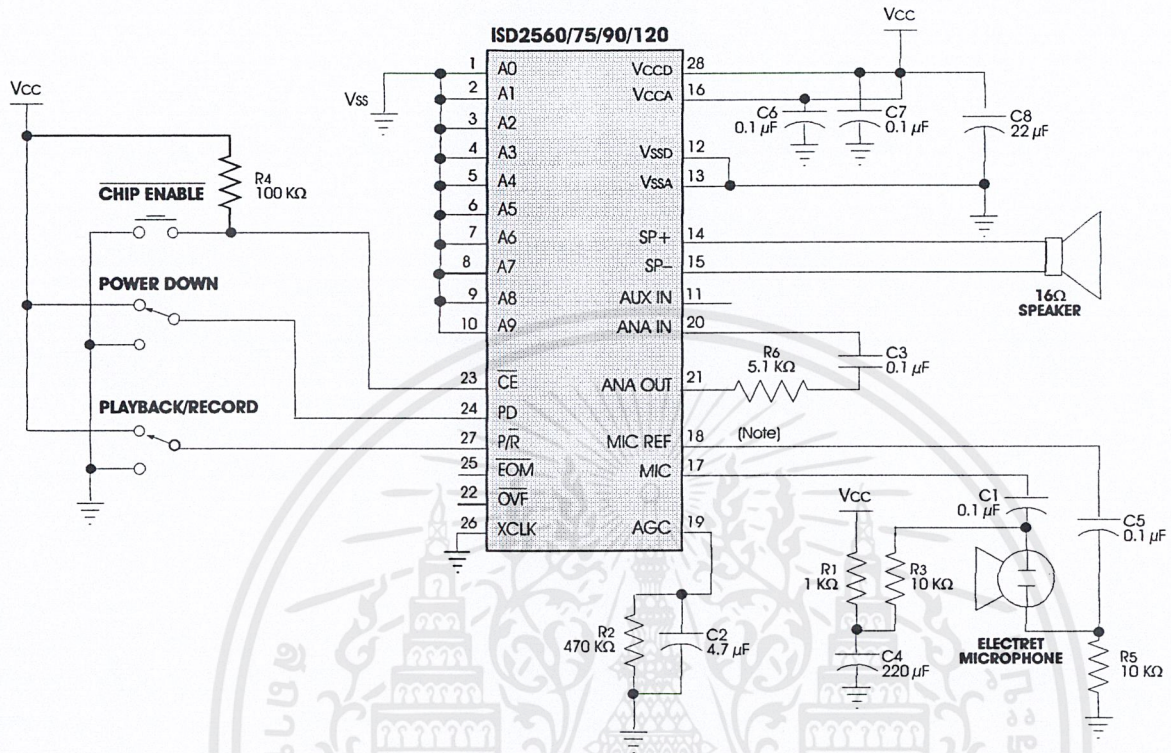 ISD2560/75/90/120
VCC
VCC
VSS
1 A0
2 A1
3 A2
4 A3
5 A4
6 A5
7 A6
8 A7
9 A8
10 A9
23 CE
24 PD
27 P/R
25 EOM
22 OVF
26 XCLK
VCCD 28
VCCA 16
VSSD 12
VSSA 13
SP+ 14
SP– 15
AUX IN 11
ANA IN 20
ANA OUT 21
MIC REF 18
MIC 17
AGC 19
R4
100 KΩ
CHIP ENABLE
POWER DOWN
PLAYBACK/RECORD
C6
0.1 µF
C7
0.1 µF
C8
22 µF
16Ω
SPEAKER
R6
5.1 KΩ
C3
0.1 µF
(Note)
VCC
C1
0.1 µF
C5
0.1 µF
R1
1 KΩ
R3
10 KΩ
R2
470 KΩ
C2
4.7 µF
C4
220 µF
ELECTRET
MICROPHONE
R5
10 KΩ